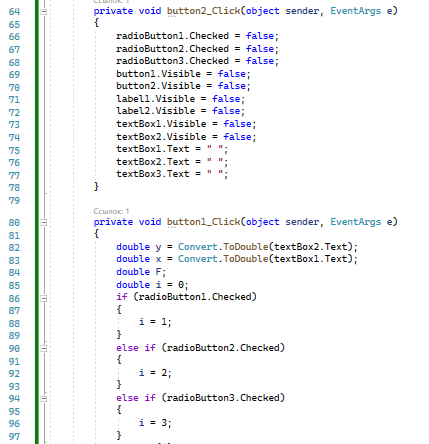 Ссылок: 1
64 private void button2_Click(object sender, EventArgs e)
65 {
66 radioButton1.Checked = false;
67 radioButton2.Checked = false;
68 radioButton3.Checked = false;
69 button1.Visible = false;
70 button2.Visible = false;
71 label1.Visible = false;
72 label2.Visible = false;
73 textBox1.Visible = false;
74 textBox2.Visible = false;
75 textBox1.Text = " ";
76 textBox2.Text = " ";
77 textBox3.Text = " ";
78 }
79
Ссылок: 1
80 private void button1_Click(object sender, EventArgs e)
81 {
82 double y = Convert.ToDouble(textBox2.Text);
83 double x = Convert.ToDouble(textBox1.Text);
84 double F;
85 double i = 0;
86 if (radioButton1.Checked)
87 {
88 i = 1;
89 }
90 else if (radioButton2.Checked)
91 {
92 i = 2;
93 }
94 else if (radioButton3.Checked)
95 {
96 i = 3;
97 }